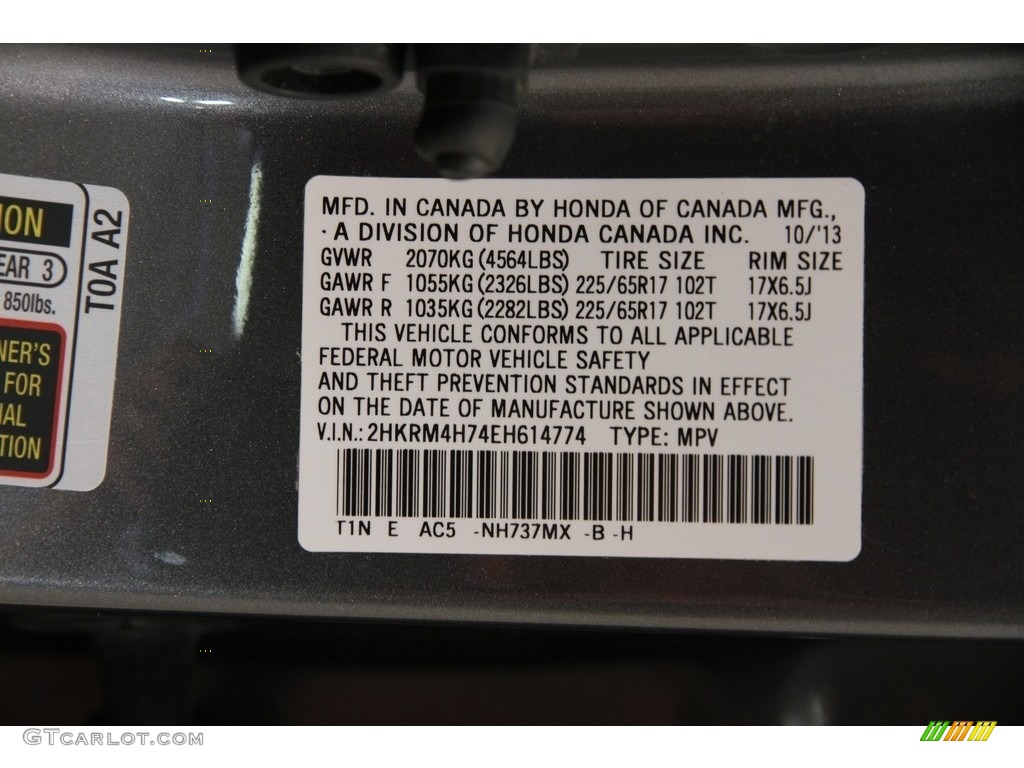 ION
EAR 3
850lbs.
NER'S
FOR
IAL
TION
T0A A2
MFD. IN CANADA BY HONDA OF CANADA MFG.,
· A DIVISION OF HONDA CANADA INC. 10/'13
GVWR 2070KG (4564LBS) TIRE SIZE RIM SIZE
GAWR F 1055KG (2326LBS) 225/65R17 102T 17X6.5J
GAWR R 1035KG (2282LBS) 225/65R17 102T 17X6.5J
THIS VEHICLE CONFORMS TO ALL APPLICABLE
FEDERAL MOTOR VEHICLE SAFETY
AND THEFT PREVENTION STANDARDS IN EFFECT
ON THE DATE OF MANUFACTURE SHOWN ABOVE.
V.I.N.: 2HKRM4H74EH614774 TYPE: MPV
T1N E AC5 -NH737MX -B -H
GTCARLOT.COM